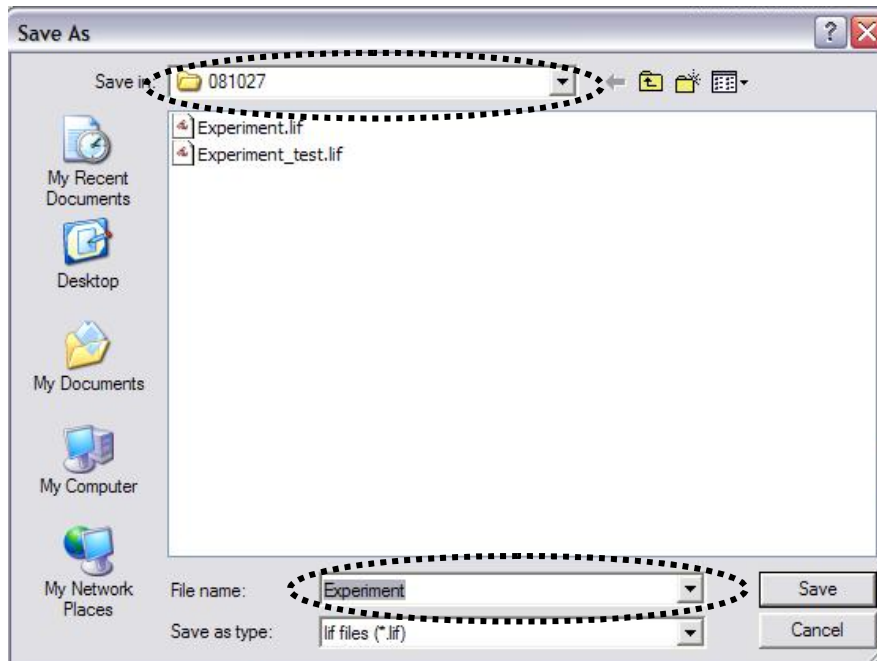 Save As
Save in: 081027
Experiment.lif
Experiment_test.lif
My Recent
Documents
Desktop
My Documents
My Computer
My Network
Places
File name: Experiment Save
Save as type: lif files (*.lif) Cancel